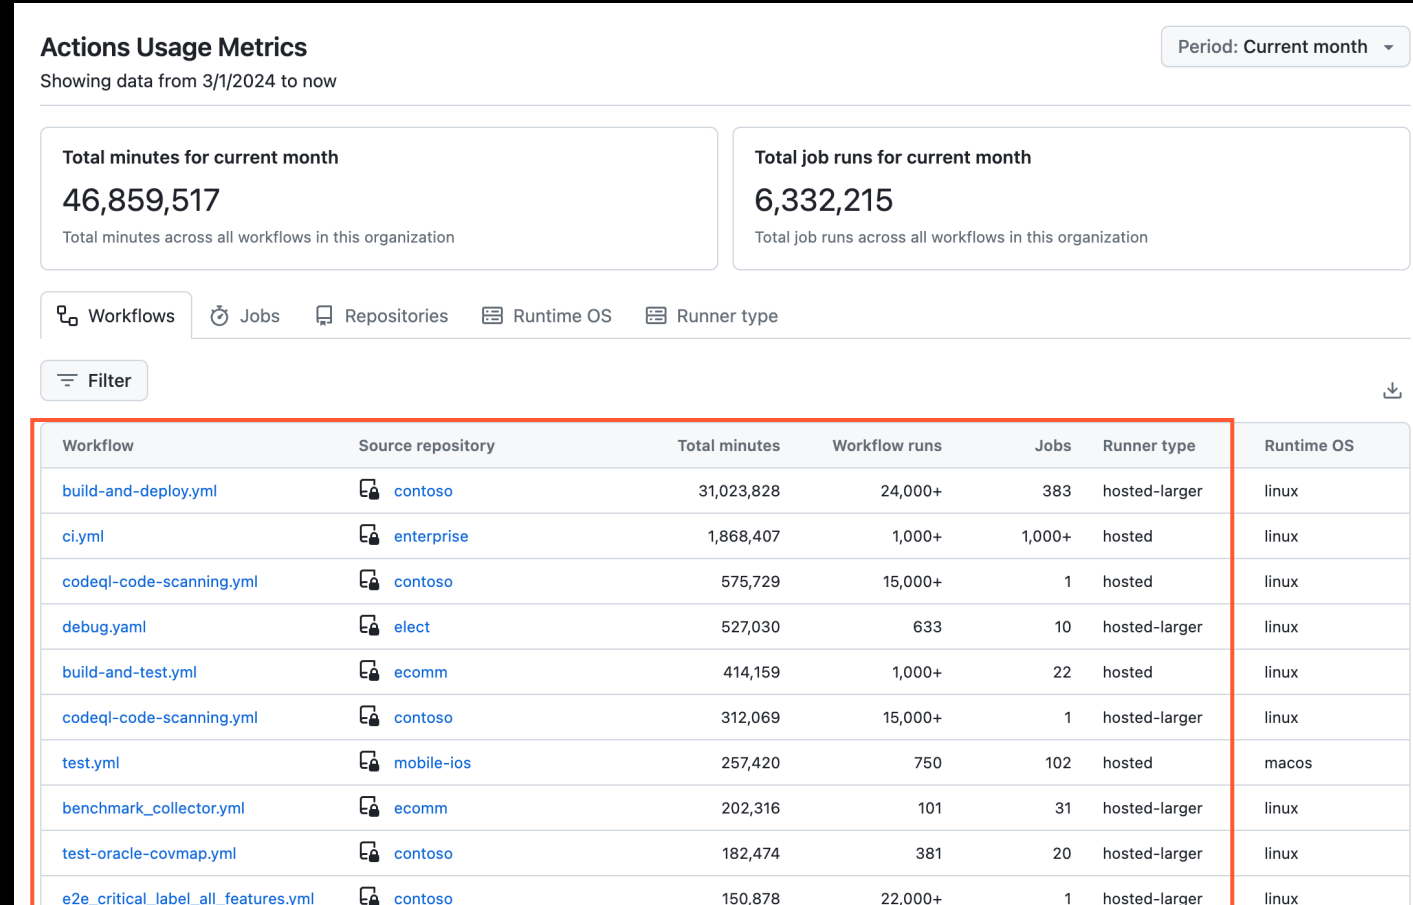 Actions Usage Metrics
Period: Current month
Showing data from 3/1/2024 to now
Total minutes for current month
46,859,517
Total minutes across all workflows in this organization
Total job runs for current month
6,332,215
Total job runs across all workflows in this organization
Workflows Jobs Repositories Runtime OS Runner type
Filter
Workflow Source repository Total minutes Workflow runs Jobs Runner type Runtime OS
build-and-deploy.yml contoso 31,023,828 24,000+ 383 hosted-larger linux
ci.yml enterprise 1,868,407 1,000+ 1,000+ hosted linux
codeql-code-scanning.yml contoso 575,729 15,000+ 1 hosted linux
debug.yaml elect 527,030 633 10 hosted-larger linux
build-and-test.yml ecomm 414,159 1,000+ 22 hosted linux
codeql-code-scanning.yml contoso 312,069 15,000+ 1 hosted-larger linux
test.yml mobile-ios 257,420 750 102 hosted macos
benchmark_collector.yml ecomm 202,316 101 31 hosted-larger linux
test-oracle-covmap.yml contoso 182,474 381 20 hosted-larger linux
e2e_critical_label_all_features.yml contoso 150,878 22,000+ 1 hosted-larger linux